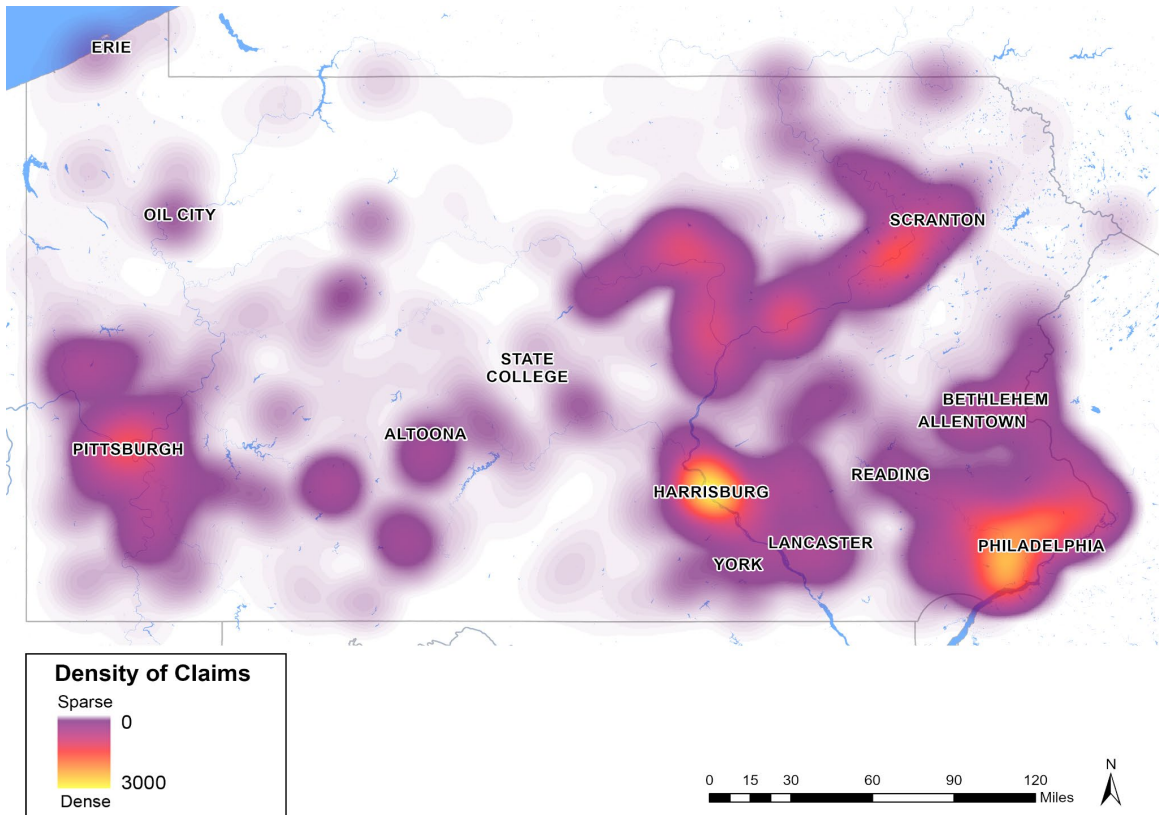 ERIE
OIL CITY
SCRANTON
STATE
COLLEGE
BETHLEHEM
ALLENTOWN
ALTOONA
PITTSBURGH
READING
HARRISBURG
LANCASTER
PHILADELPHIA
YORK
Density of Claims
Sparse
0
3000
Dense
0 15 30 60 90 120
Miles
N